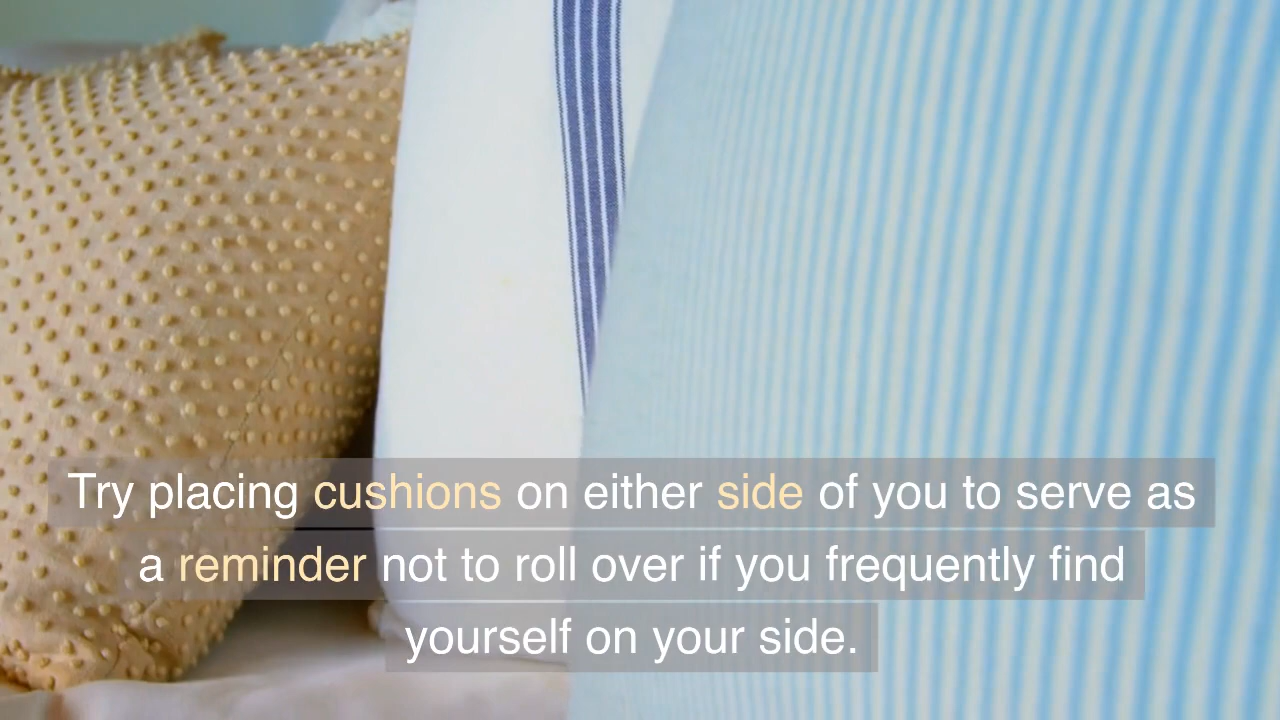 Try placing cushions on either side of you to serve as
a reminder not to roll over if you frequently find
yourself on your side.